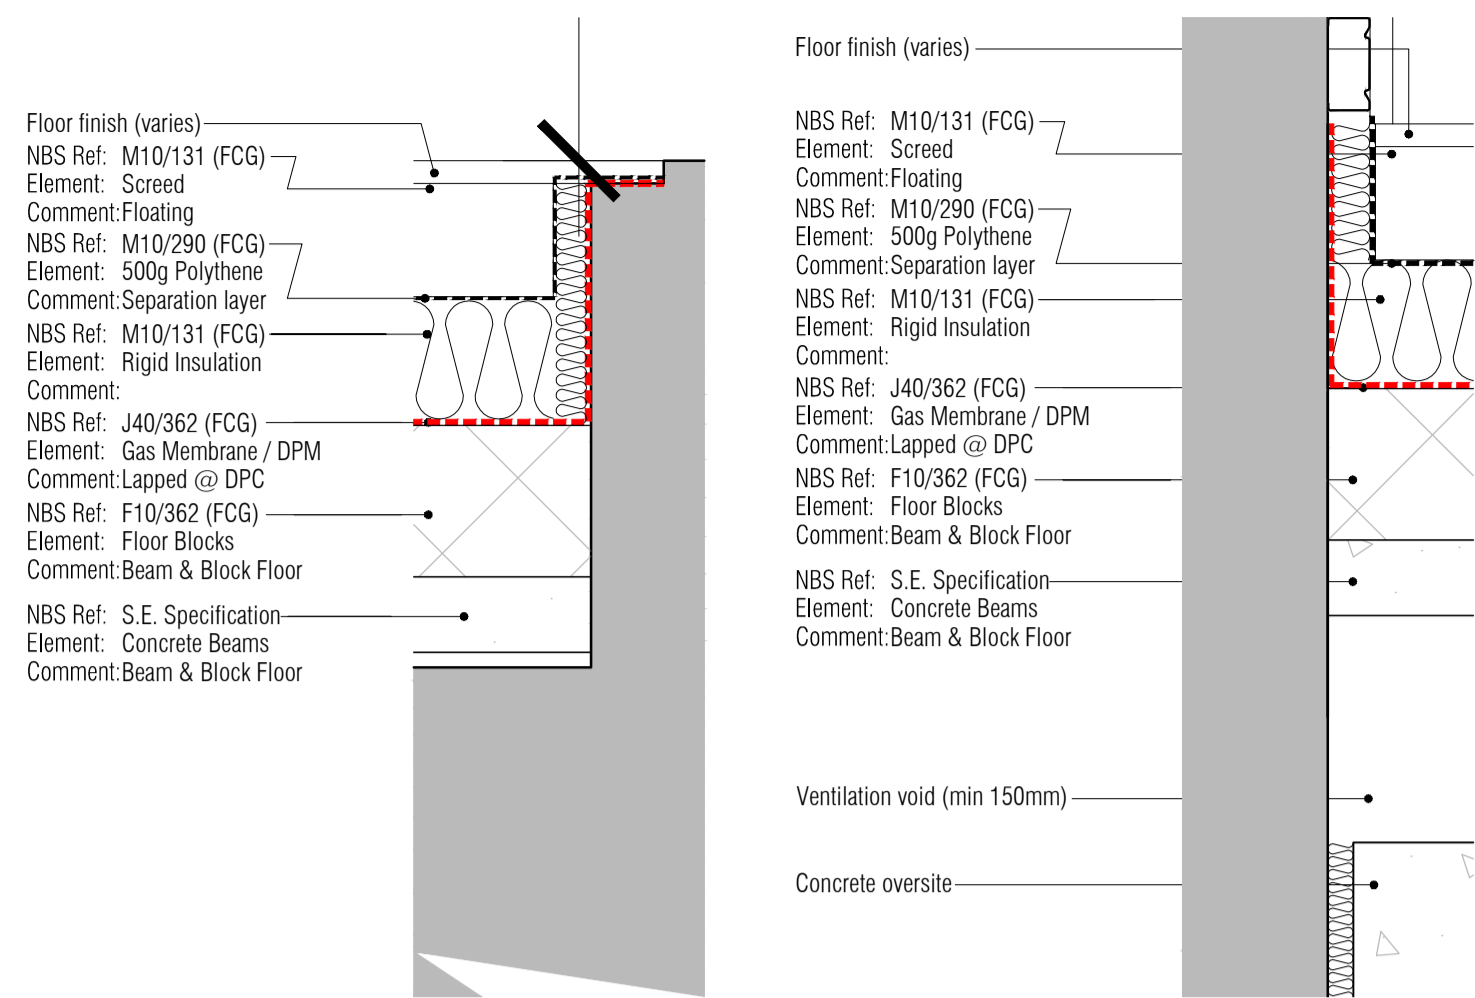 Floor finish (varies)
NBS Ref: M10/131 (FCG)
Element: Screed
Comment: Floating
NBS Ref: M10/290 (FCG)
Element: 500g Polythene
Comment: Separation layer
NBS Ref: M10/131 (FCG)
Element: Rigid Insulation
Comment:
NBS Ref: J40/362 (FCG)
Element: Gas Membrane / DPM
Comment: Lapped @ DPC
NBS Ref: F10/362 (FCG)
Element: Floor Blocks
Comment: Beam & Block Floor
NBS Ref: S.E. Specification
Element: Concrete Beams
Comment: Beam & Block Floor
Floor finish (varies)
NBS Ref: M10/131 (FCG)
Element: Screed
Comment: Floating
NBS Ref: M10/290 (FCG)
Element: 500g Polythene
Comment: Separation layer
NBS Ref: M10/131 (FCG)
Element: Rigid Insulation
Comment:
NBS Ref: J40/362 (FCG)
Element: Gas Membrane / DPM
Comment: Lapped @ DPC
NBS Ref: F10/362 (FCG)
Element: Floor Blocks
Comment: Beam & Block Floor
NBS Ref: S.E. Specification
Element: Concrete Beams
Comment: Beam & Block Floor
Ventilation void (min 150mm)
Concrete oversite